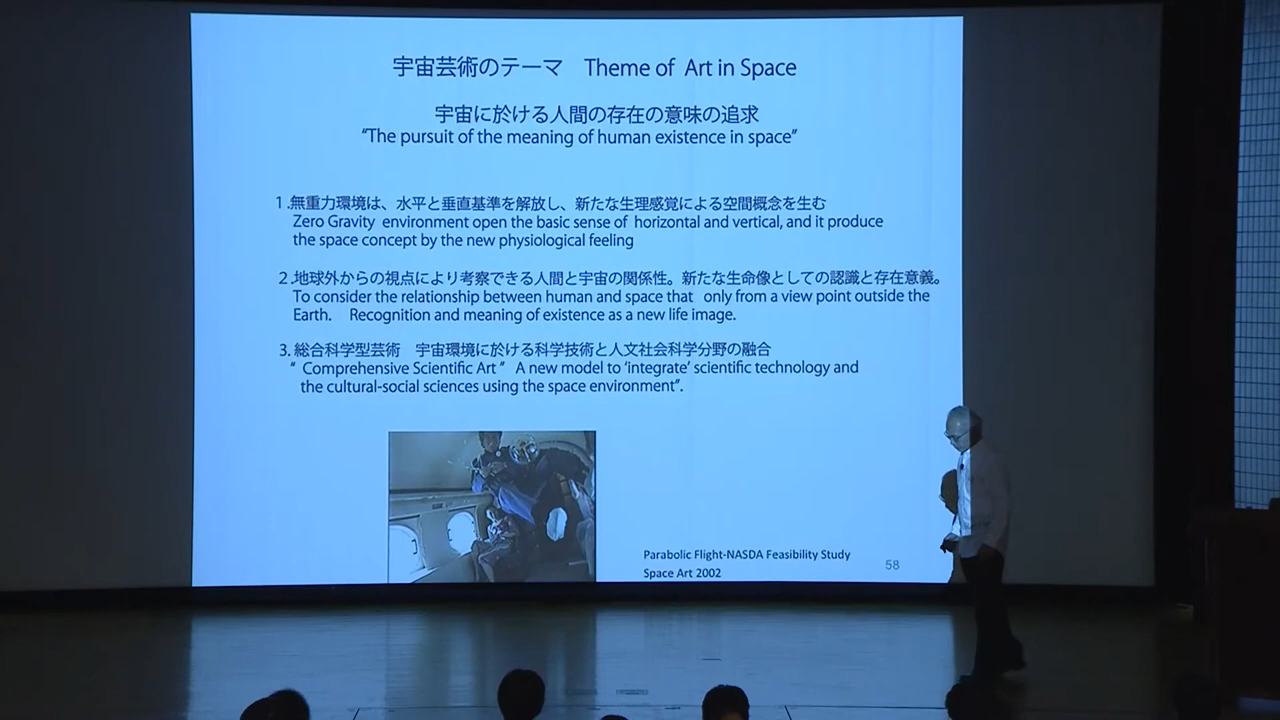 宇宙芸術のテーマ　Theme of Art in Space
宇宙に於ける人間の存在の意味の追求
“The pursuit of the meaning of human existence in space”
1.無重力環境は、水平と垂直基準を解放し、新たな生理感覚による空間概念を生む
Zero Gravity environment open the basic sense of horizontal and vertical, and it produce
the space concept by the new physiological feeling
2.地球外からの視点により考察できる人間と宇宙の関係性。新たな生命像としての認識と存在意義。
To consider the relationship between human and space that only from a view point outside the
Earth. Recognition and meaning of existence as a new life image.
3.総合科学型芸術　宇宙環境に於ける科学技術と人文社会科学分野の融合
“ Comprehensive Scientific Art ” A new model to ‘integrate’ scientific technology and
the cultural-social sciences using the space environment”.
Parabolic Flight-NASDA Feasibility Study
Space Art 2002
58